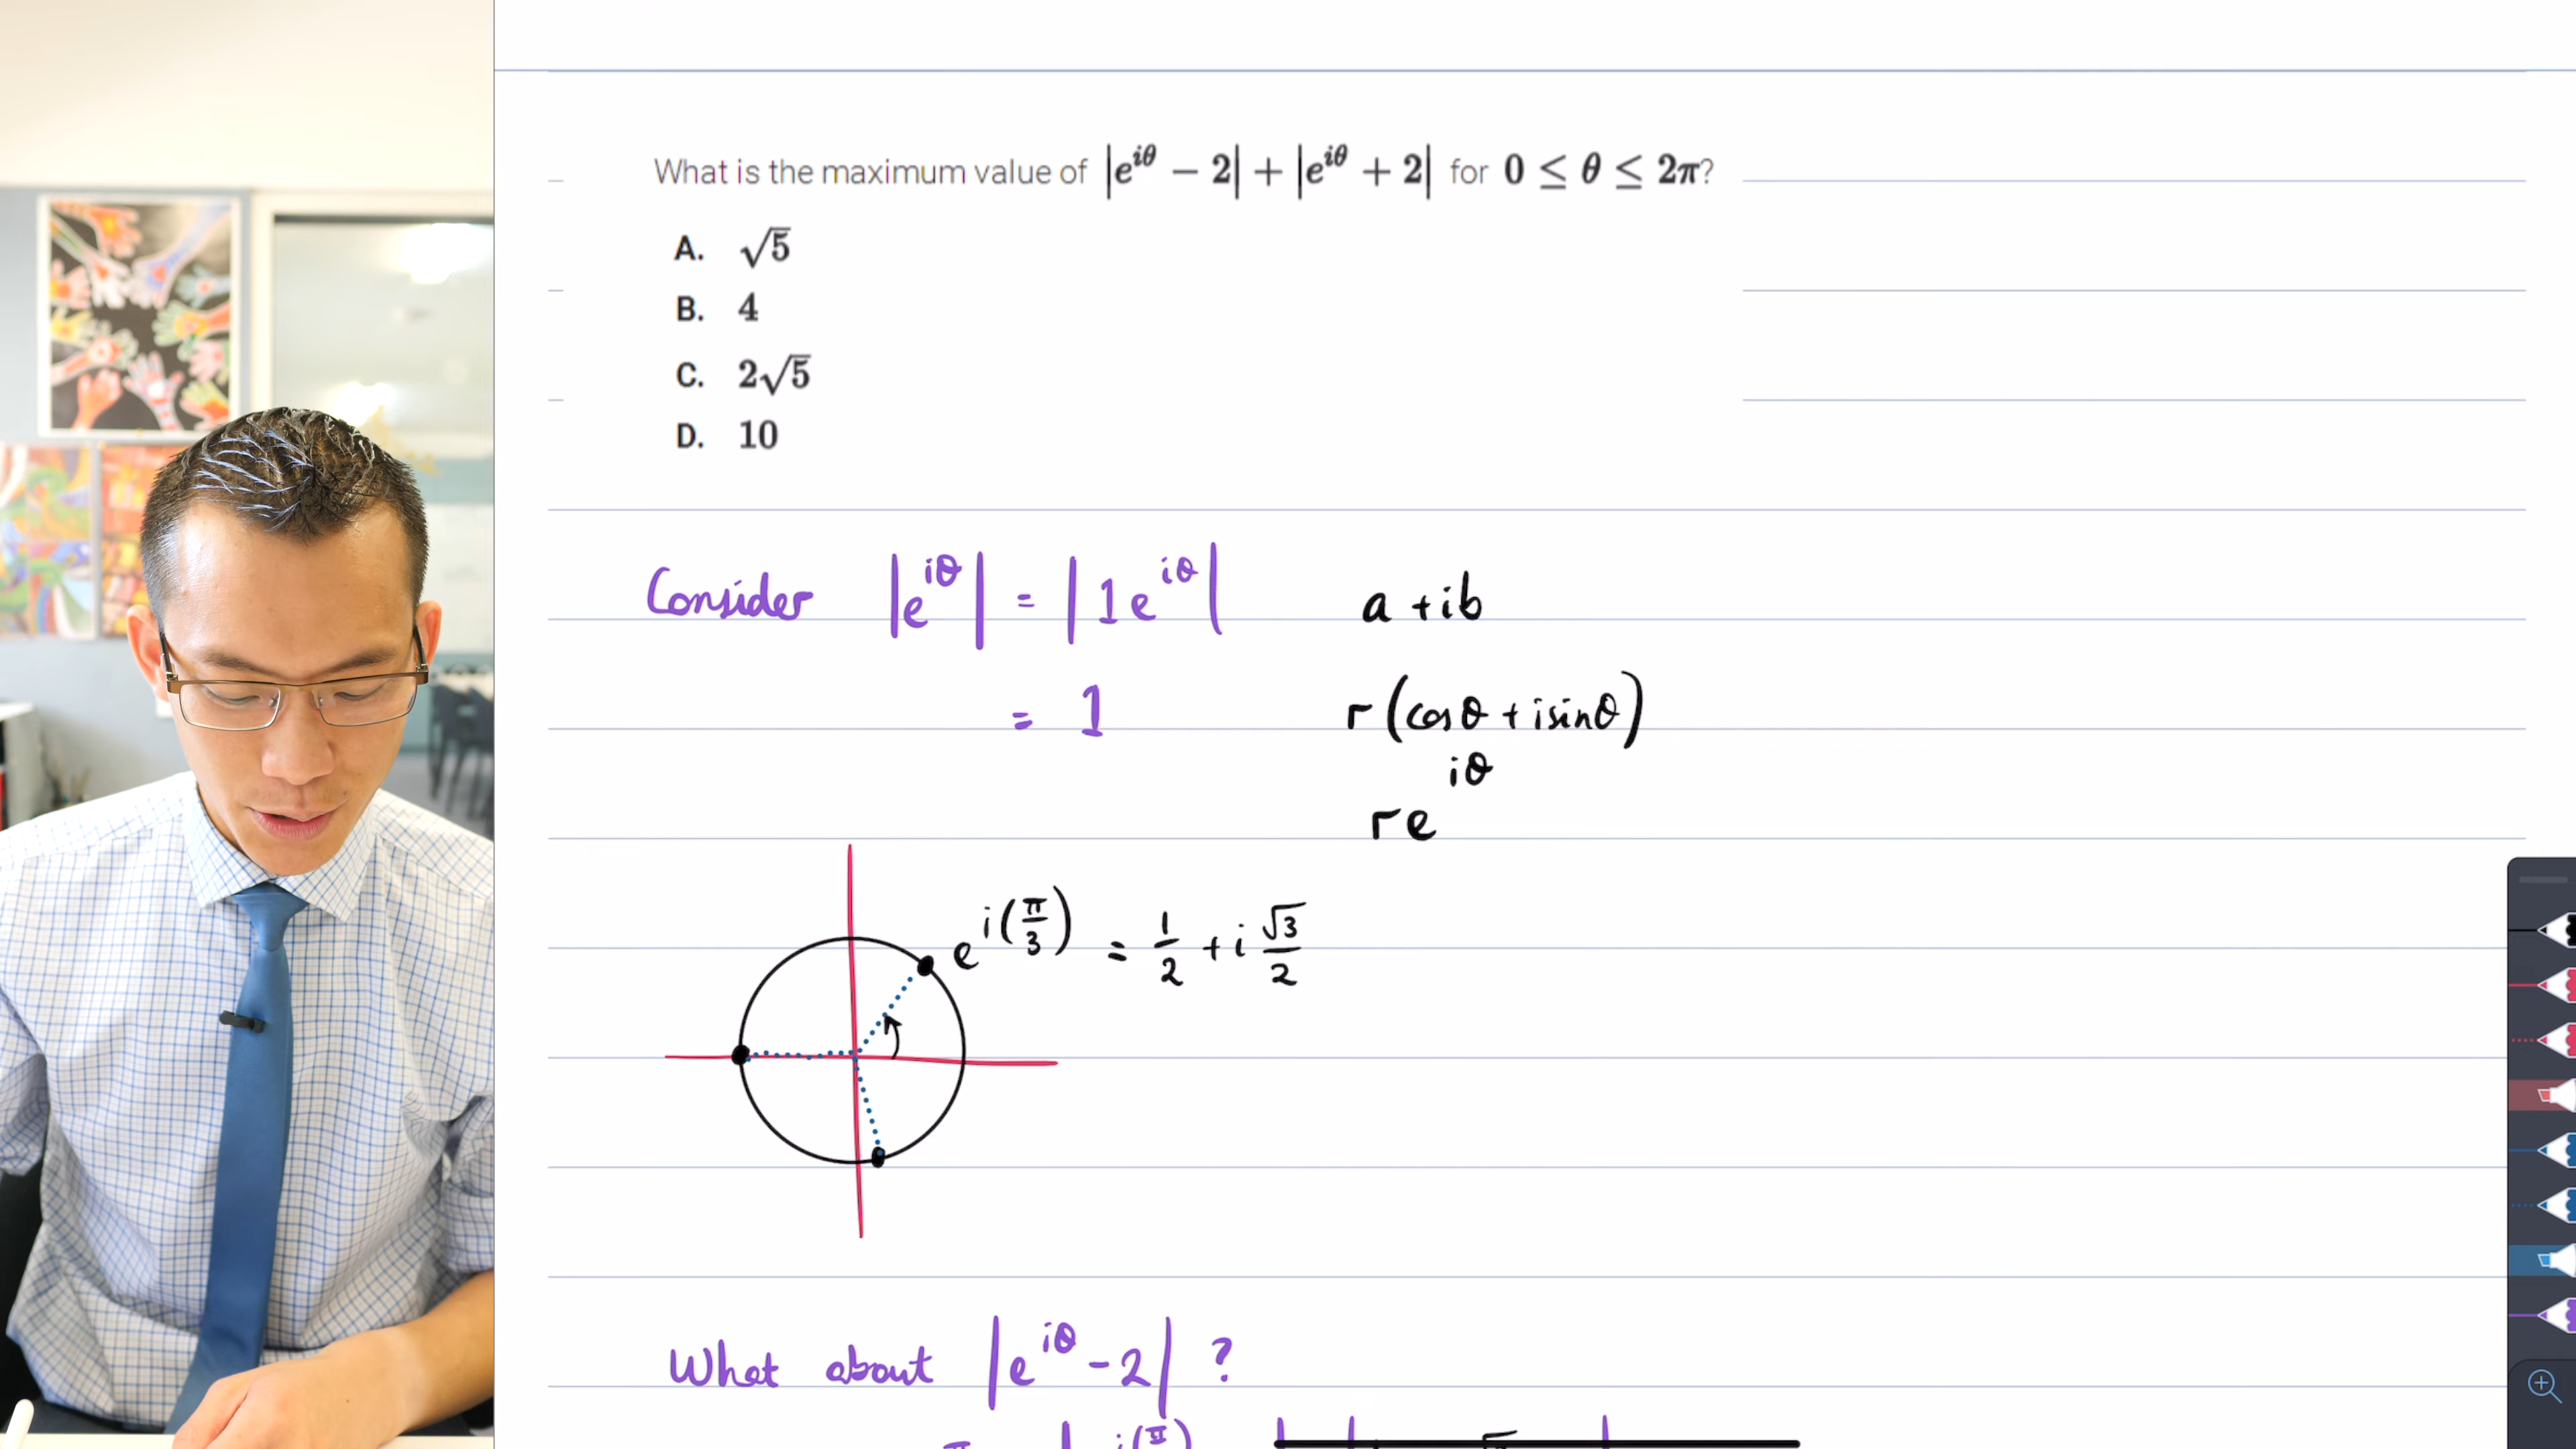 What is the maximum value of |e^{iθ} − 2| + |e^{iθ} + 2| for 0 ≤ θ ≤ 2π?
A. √5
B. 4
C. 2√5
D. 10
Consider |e^{iθ}| = |1e^{iθ}|
a + ib
= 1
r(cosθ + isinθ)
re^{iθ}
e^{i(π/3)} = 1/2 + i √3/2
What about |e^{iθ} - 2| ?